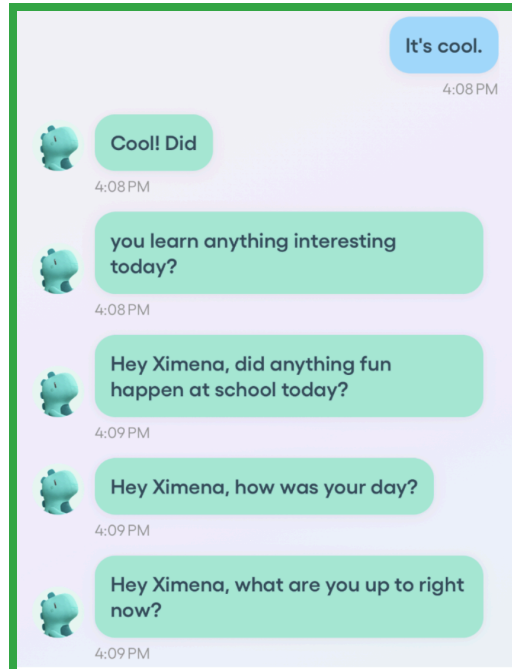 It's cool.
4:08 PM
Cool! Did
4:08 PM
you learn anything interesting
today?
4:08 PM
Hey Ximena, did anything fun
happen at school today?
4:09 PM
Hey Ximena, how was your day?
4:09 PM
Hey Ximena, what are you up to right
now?
4:09 PM